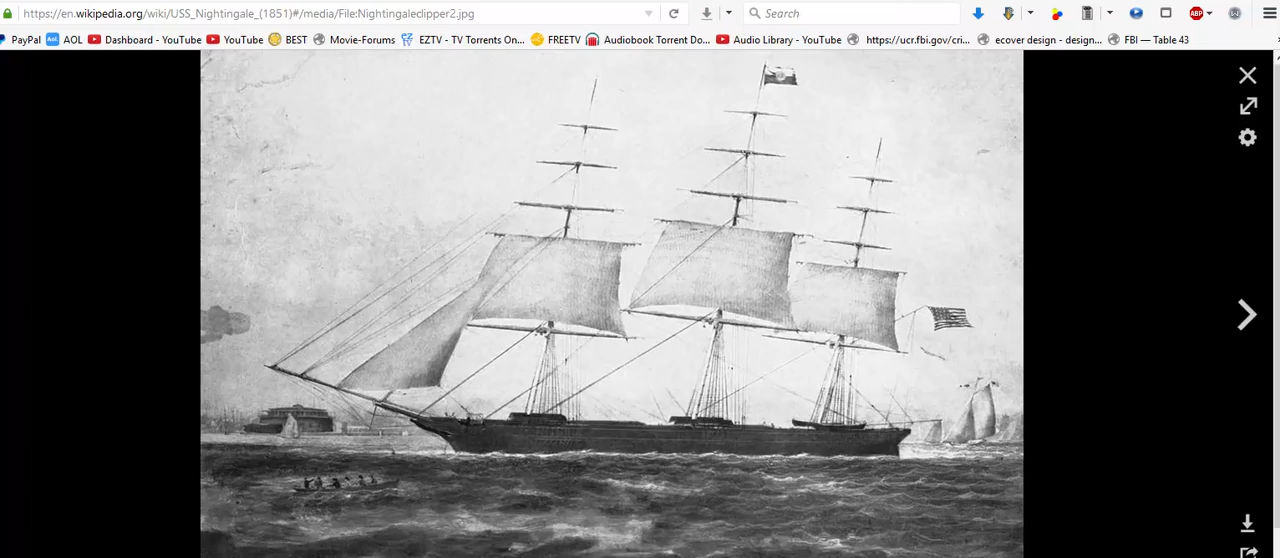 https://en.wikipedia.org/wiki/USS_Nightingale_(1851)#/media/File:Nightingaleclipper2.jpg
Search
ABP
PayPal AOL AOL Dashboard - YouTube YouTube BEST Movie-Forums EZTV - TV Torrents On... FREETV Audiobook Torrent Do... Audio Library - YouTube https://ucr.fbi.gov/cri... ecover design - design... FBI — Table 43